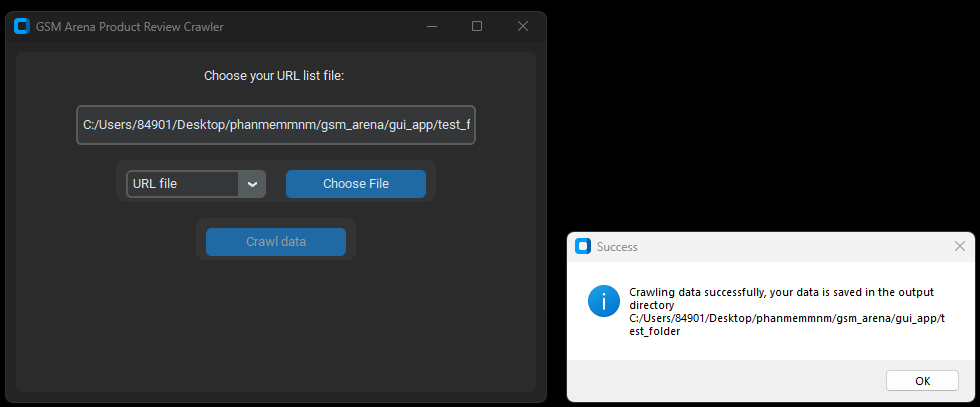 GSM Arena Product Review Crawler
Choose your URL list file:
C:/Users/84901/Desktop/phanmemmnm/gsm_arena/gui_app/test_f
URL file
Choose File
Crawl data
Success
Crawling data successfully, your data is saved in the output
directory
C:/Users/84901/Desktop/phanmemmnm/gsm_arena/gui_app/t
est_folder
OK